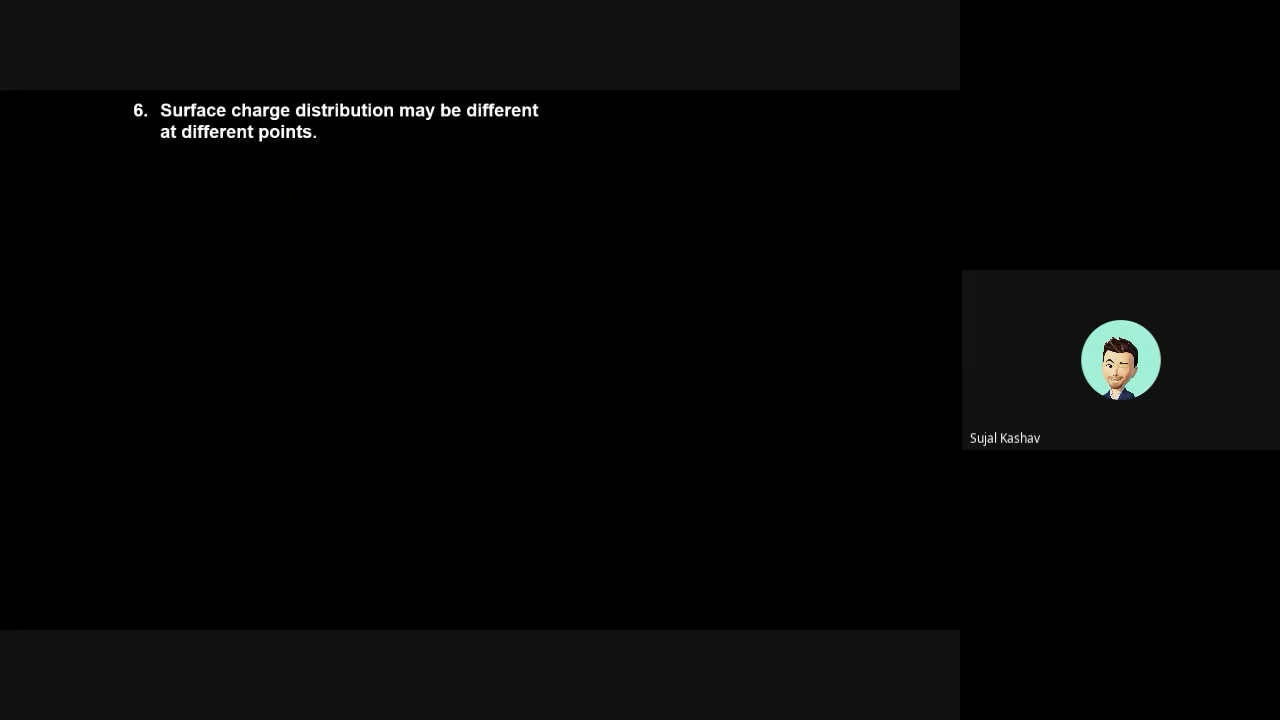 6. Surface charge distribution may be different
at different points.
Sujal Kashav